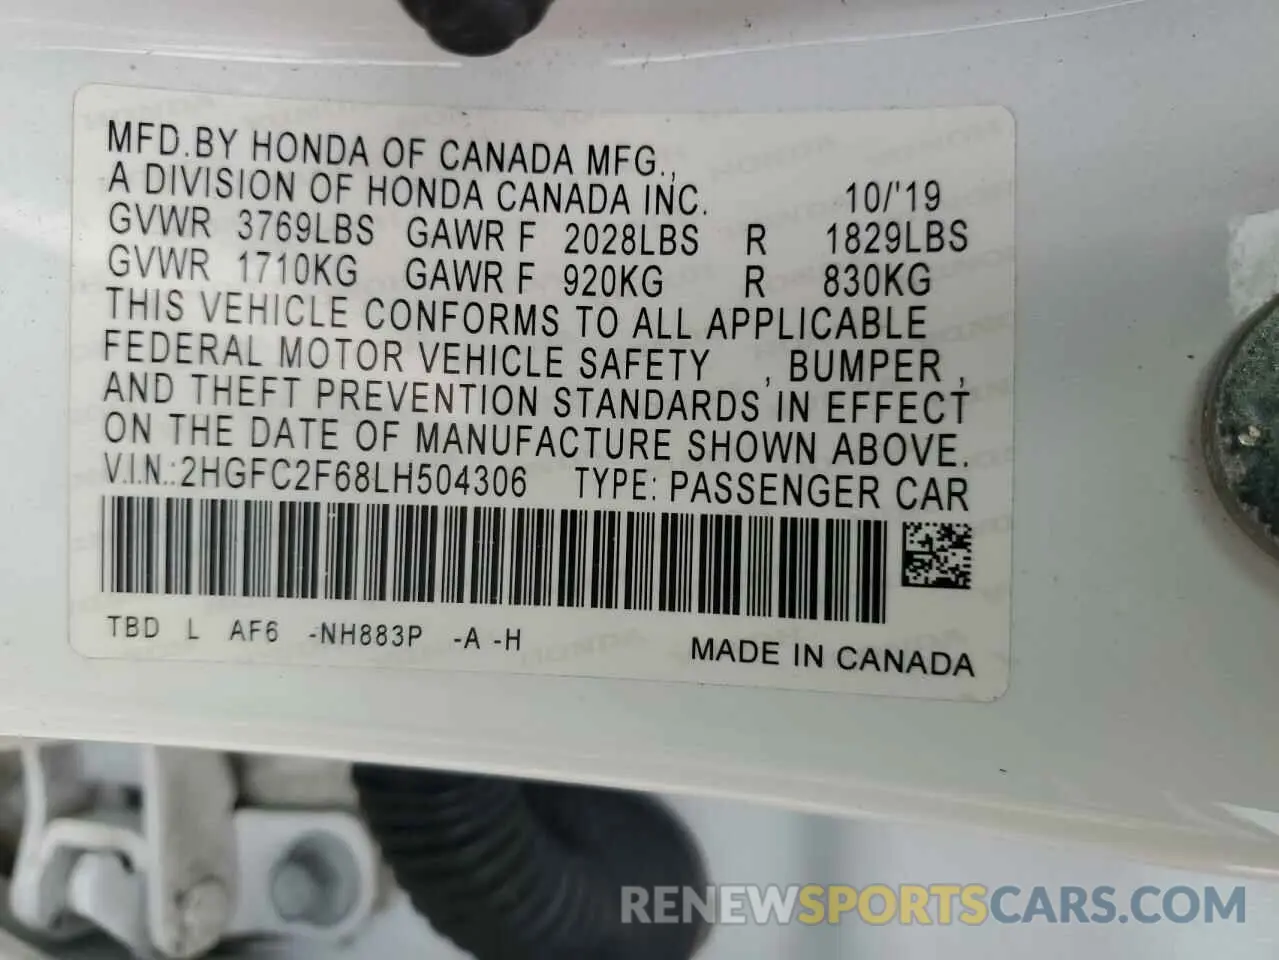 MFD.BY HONDA OF CANADA MFG.,
A DIVISION OF HONDA CANADA INC. 10/'19
GVWR 3769LBS GAWR F 2028LBS R 1829LBS
GVWR 1710KG GAWR F 920KG R 830KG
THIS VEHICLE CONFORMS TO ALL APPLICABLE
FEDERAL MOTOR VEHICLE SAFETY , BUMPER ,
AND THEFT PREVENTION STANDARDS IN EFFECT
ON THE DATE OF MANUFACTURE SHOWN ABOVE.
V.I.N.:2HGFC2F68LH504306 TYPE: PASSENGER CAR
TBD L AF6 -NH883P -A -H
MADE IN CANADA
RENEWSPORTSCARS.COM